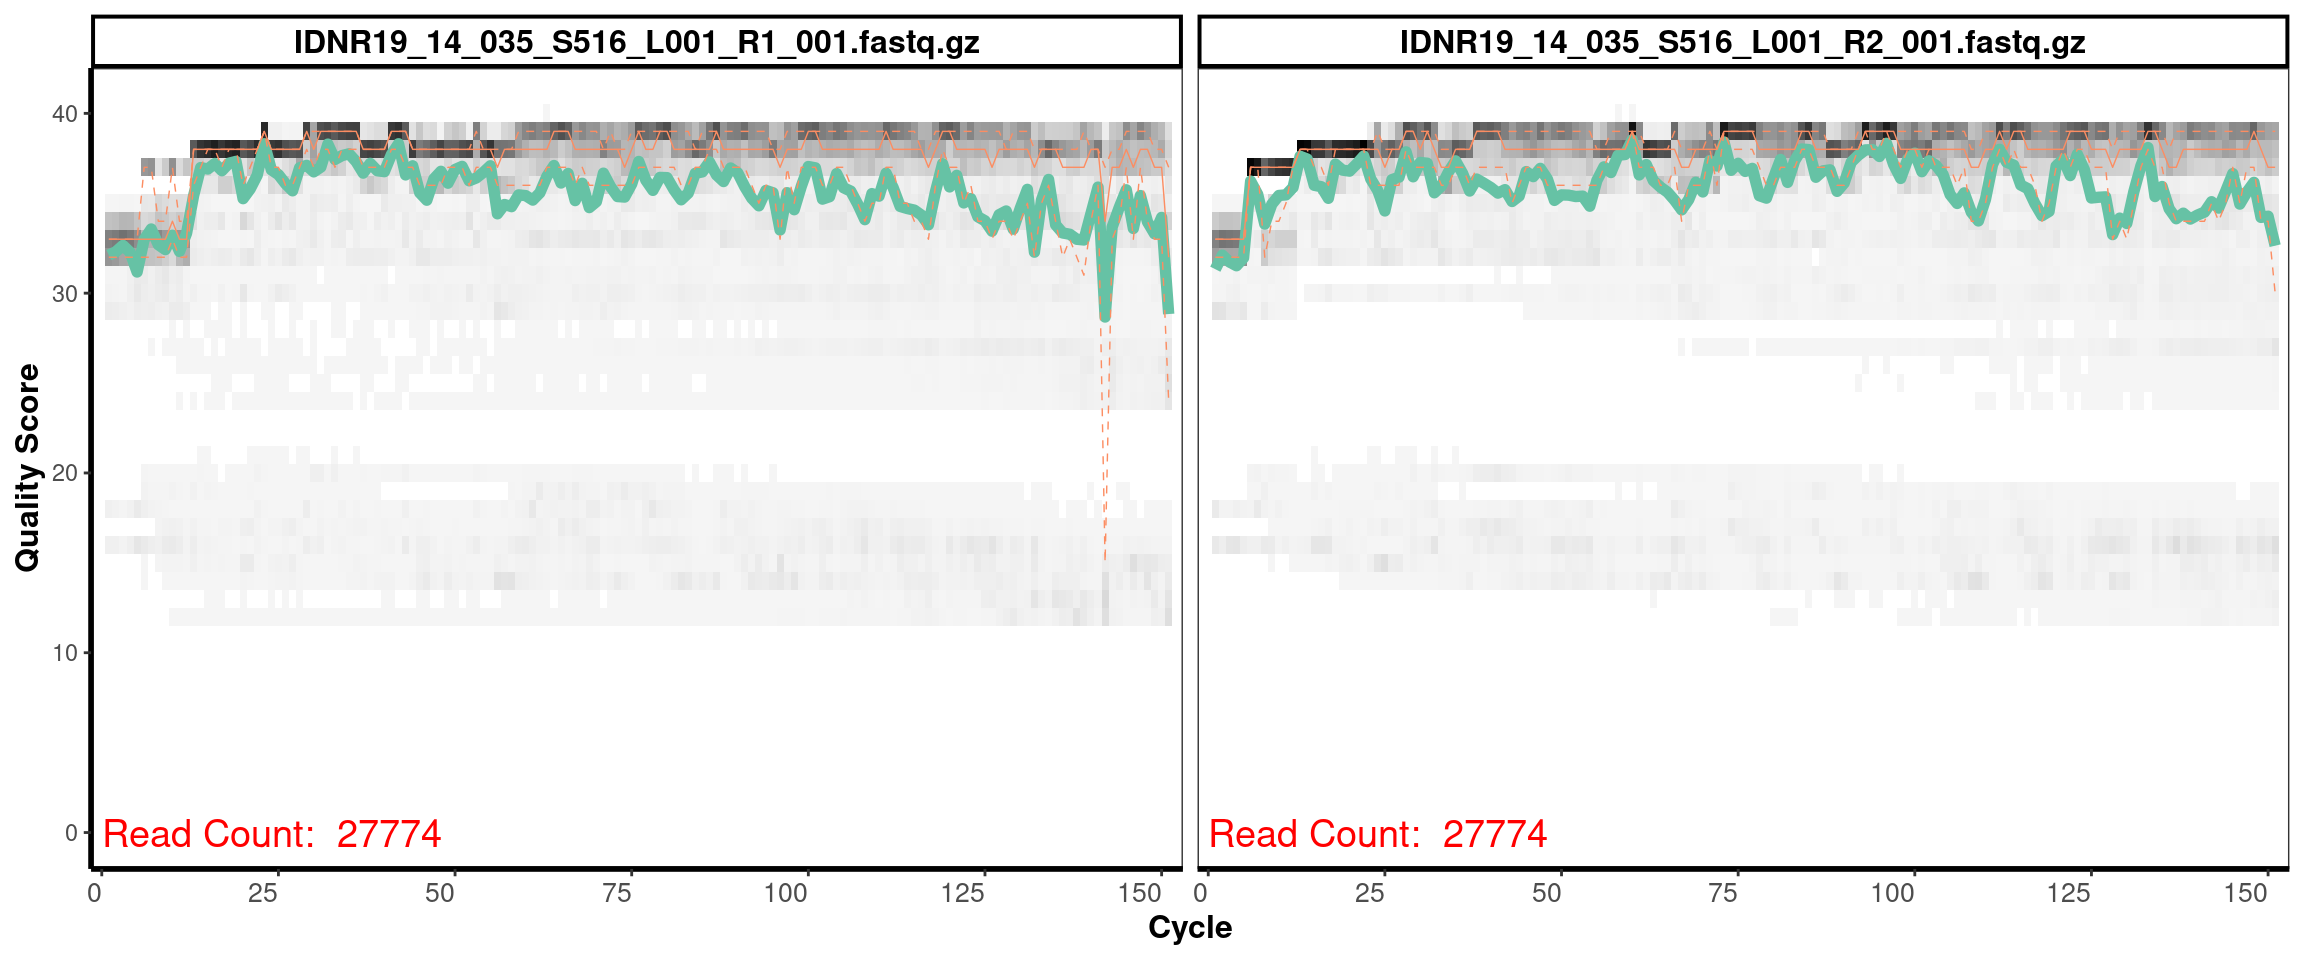 IDNR19_14_035_S516_L001_R1_001.fastq.gz
IDNR19_14_035_S516_L001_R2_001.fastq.gz
Quality Score
40
30
20
10
0
Read Count: 27774
Read Count: 27774
0 25 50 75 100 125 150
0 25 50 75 100 125 150
Cycle